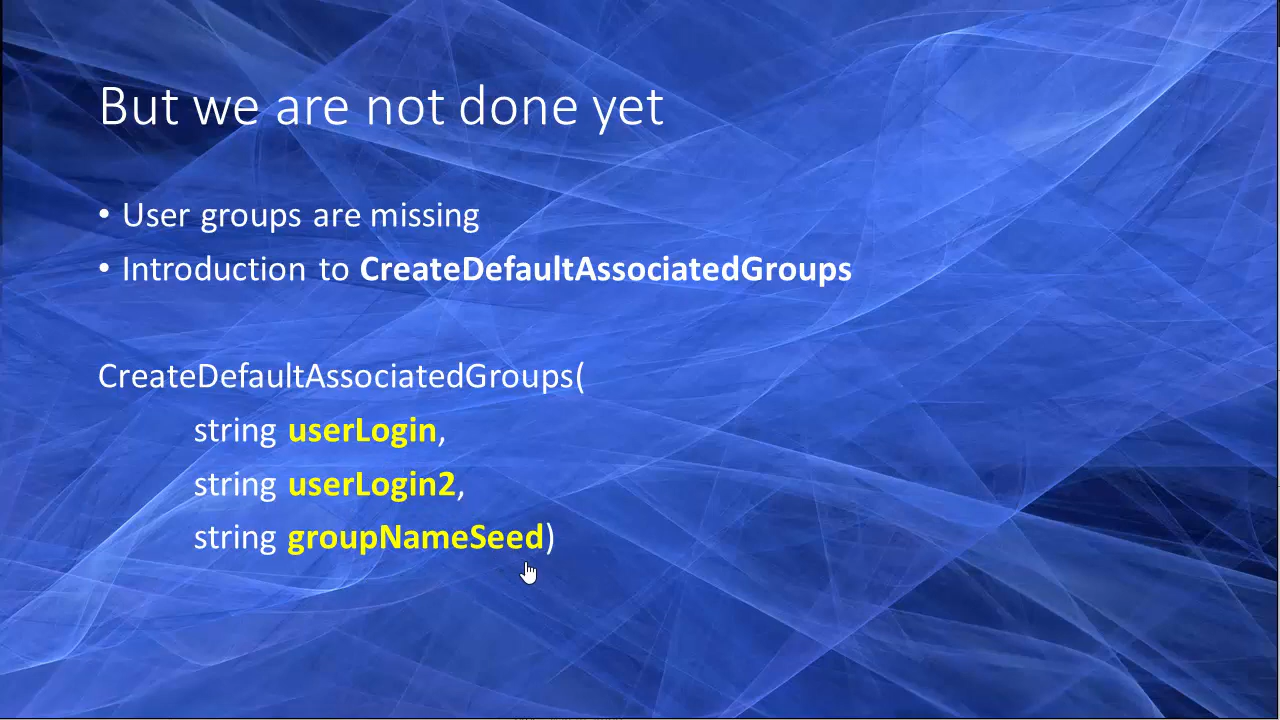 But we are not done yet
• User groups are missing
• Introduction to CreateDefaultAssociatedGroups
CreateDefaultAssociatedGroups(
string userLogin,
string userLogin2,
string groupNameSeed)